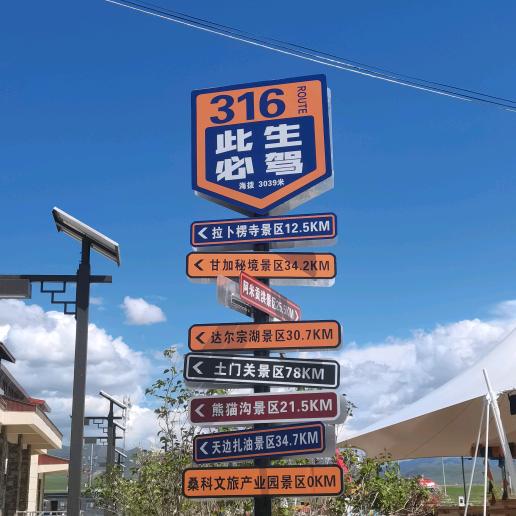 316
ROUTE
此生
必驾
海拨 3039米
拉卜楞寺景区12.5KM
甘加秘境景区34.2KM
达尔宗湖景区30.7KM
土门关景区78KM
熊猫沟景区21.5KM
天边扎油景区34.7KM
桑科文旅产业园景区0KM